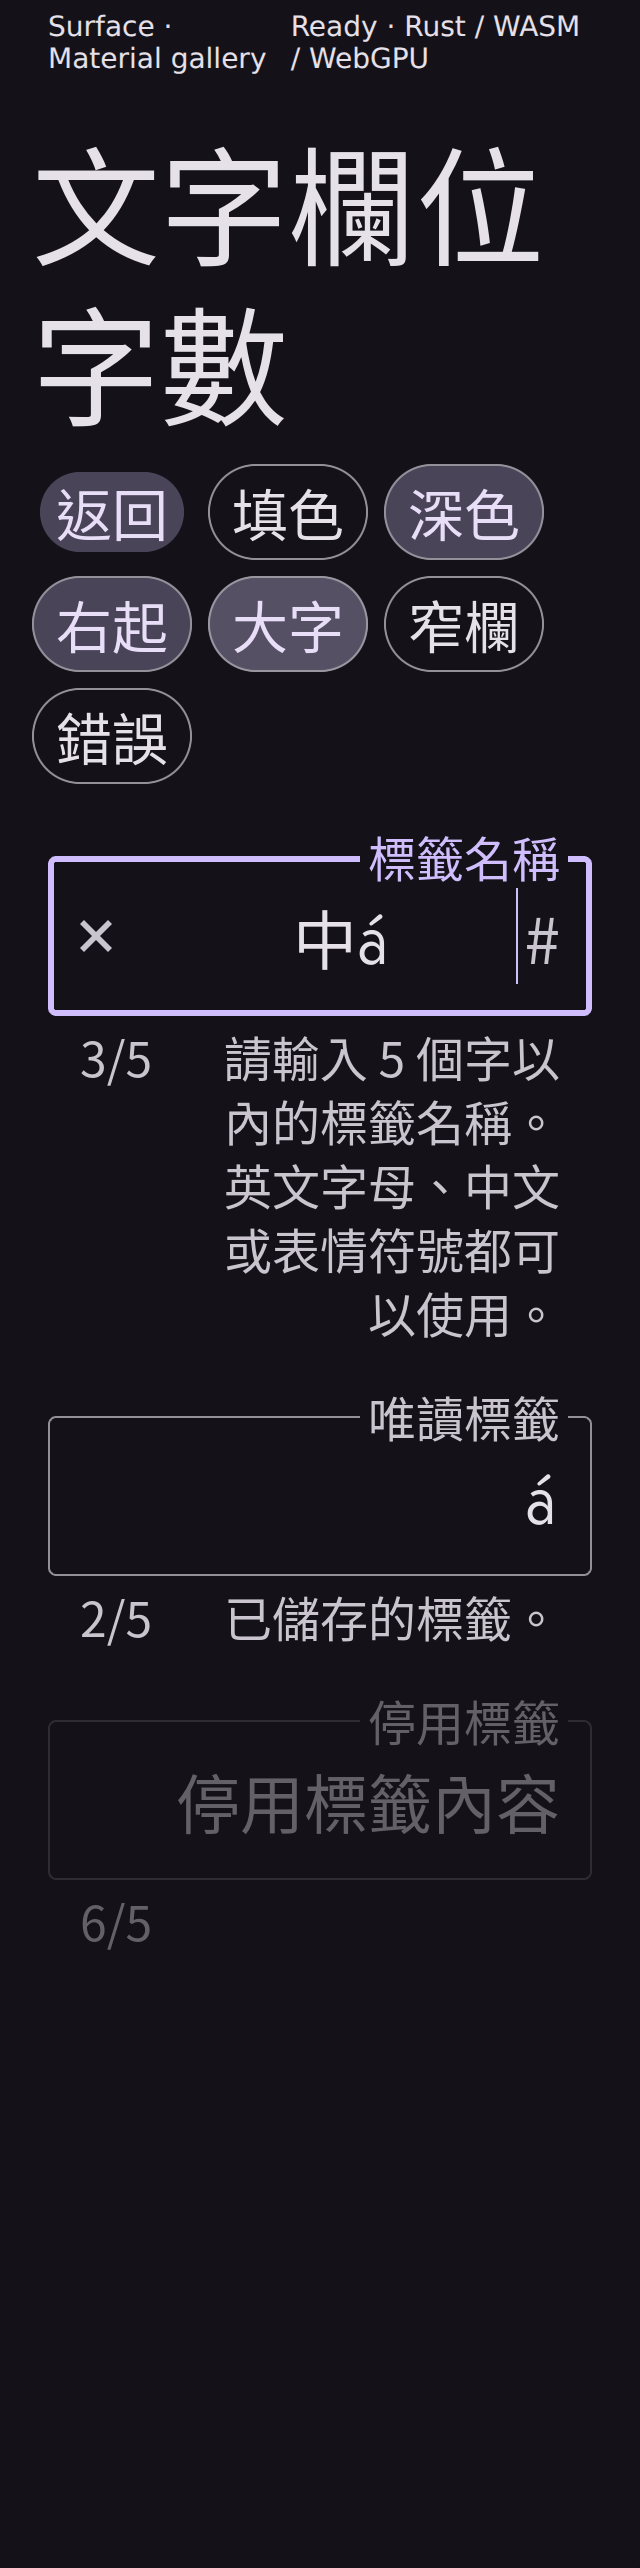 Surface ·
Material gallery
Ready · Rust / WASM
/ WebGPU
文字欄位
字數
返回
填色
深色
右起
大字
窄欄
錯誤
標籤名稱
中á
#
3/5
請輸入 5 個字以
內的標籤名稱。
英文字母、中文
或表情符號都可
以使用。
唯讀標籤
á
2/5
已儲存的標籤。
停用標籤
停用標籤內容
6/5